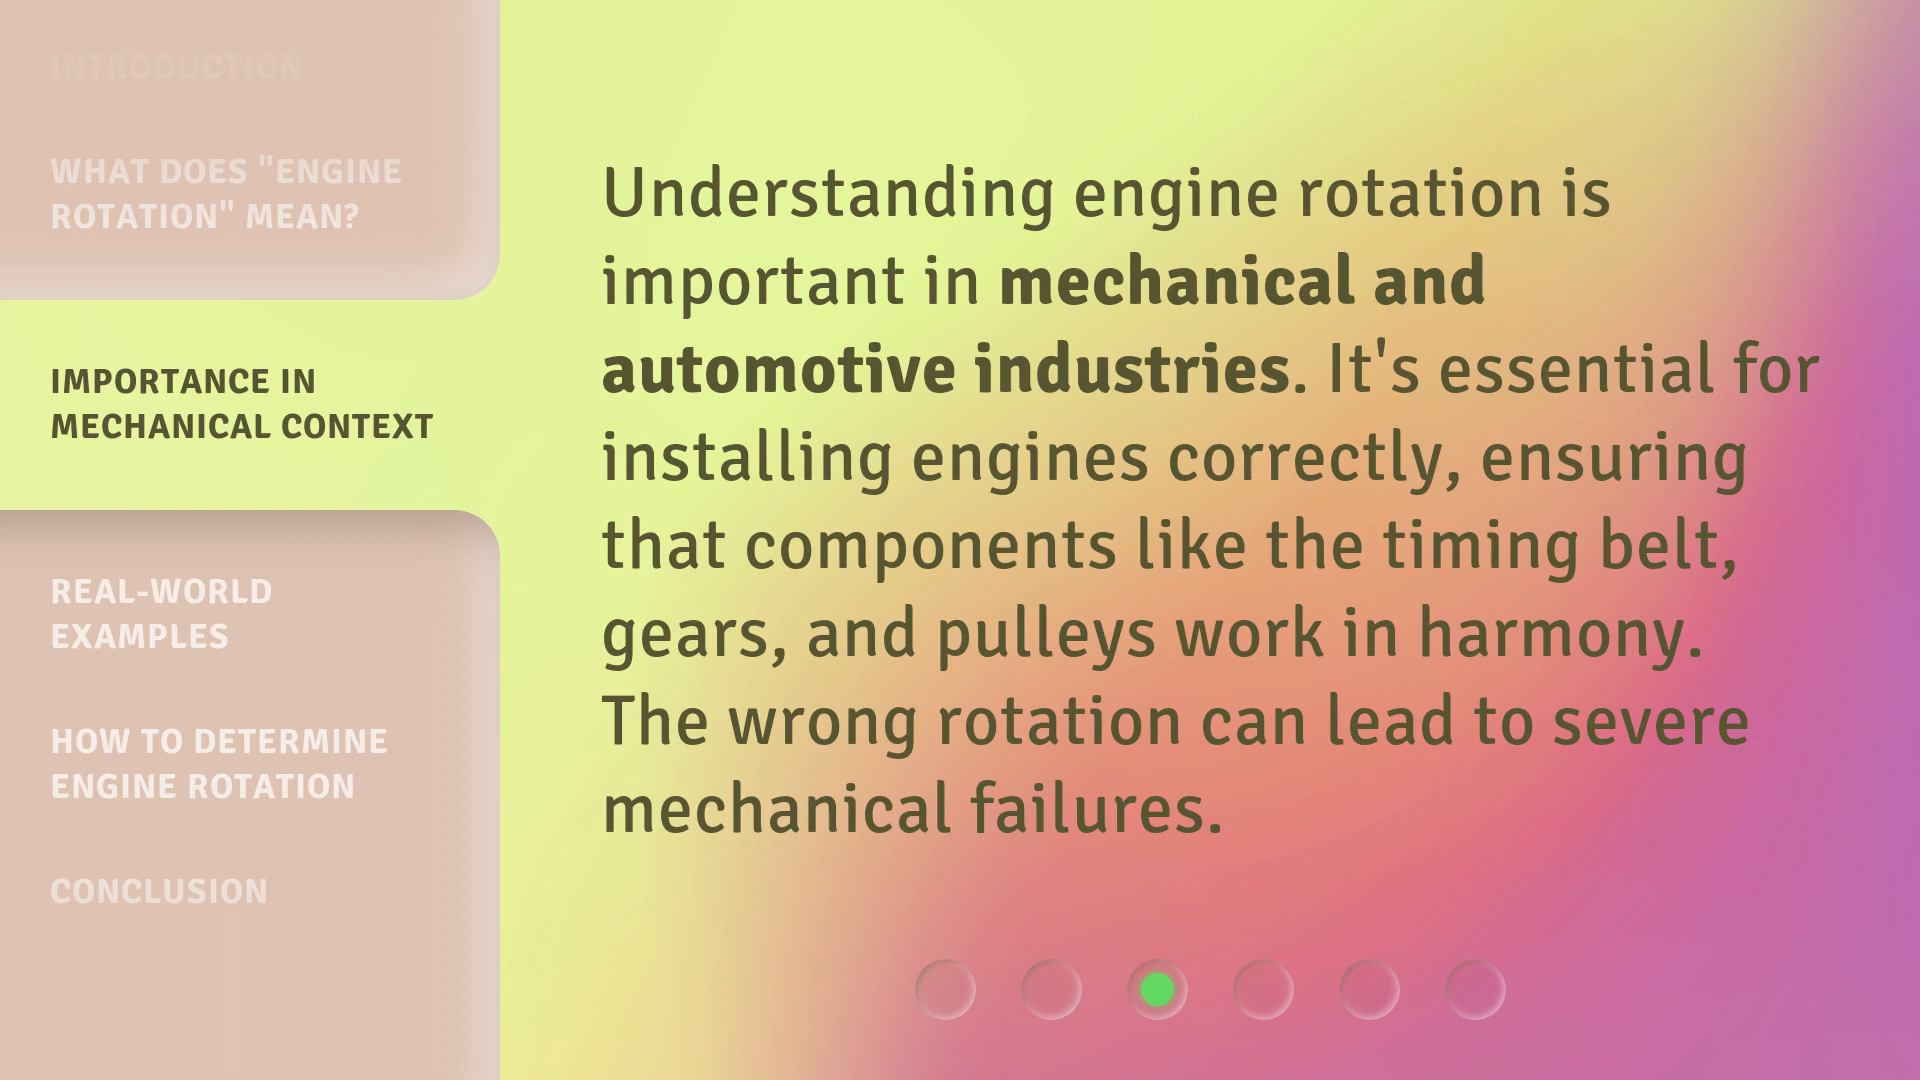 INTRODUCTION
WHAT DOES "ENGINE
ROTATION" MEAN?
IMPORTANCE IN
MECHANICAL CONTEXT
REAL-WORLD
EXAMPLES
HOW TO DETERMINE
ENGINE ROTATION
CONCLUSION
Understanding engine rotation is
important in mechanical and
automotive industries. It's essential for
installing engines correctly, ensuring
that components like the timing belt,
gears, and pulleys work in harmony.
The wrong rotation can lead to severe
mechanical failures.